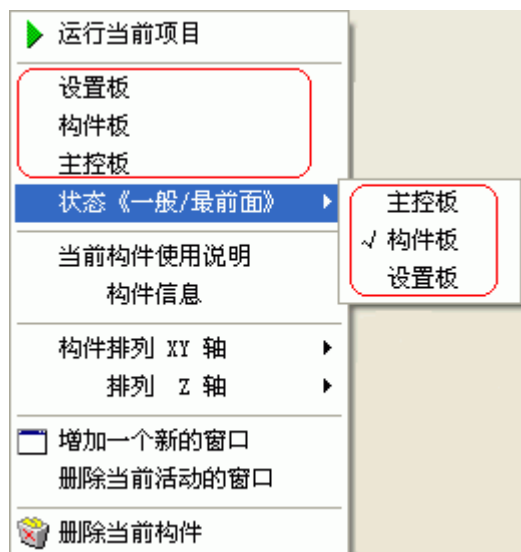 运行当前项目
设置板
构件板
主控板
状态《一般/最前面》
主控板
√ 构件板
设置板
当前构件使用说明
构件信息
构件排列 XY 轴
排列 Z 轴
增加一个新的窗口
删除当前活动的窗口
删除当前构件